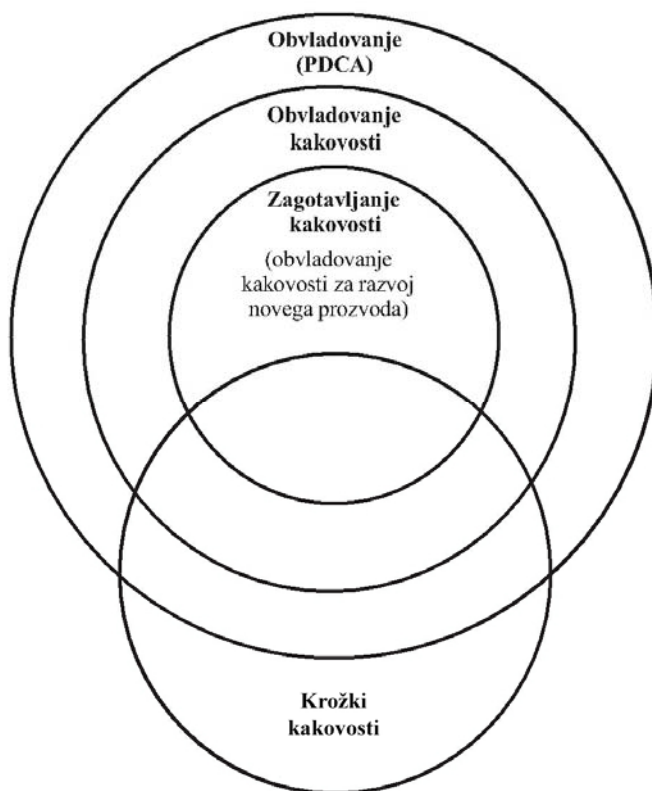 Obvladovanje
(PDCA)
Obvladovanje
kakovosti
Zagotavljanje
kakovosti
(obvladovanje
kakovosti za razvoj
novega prozvoda)
Krožki
kakovosti